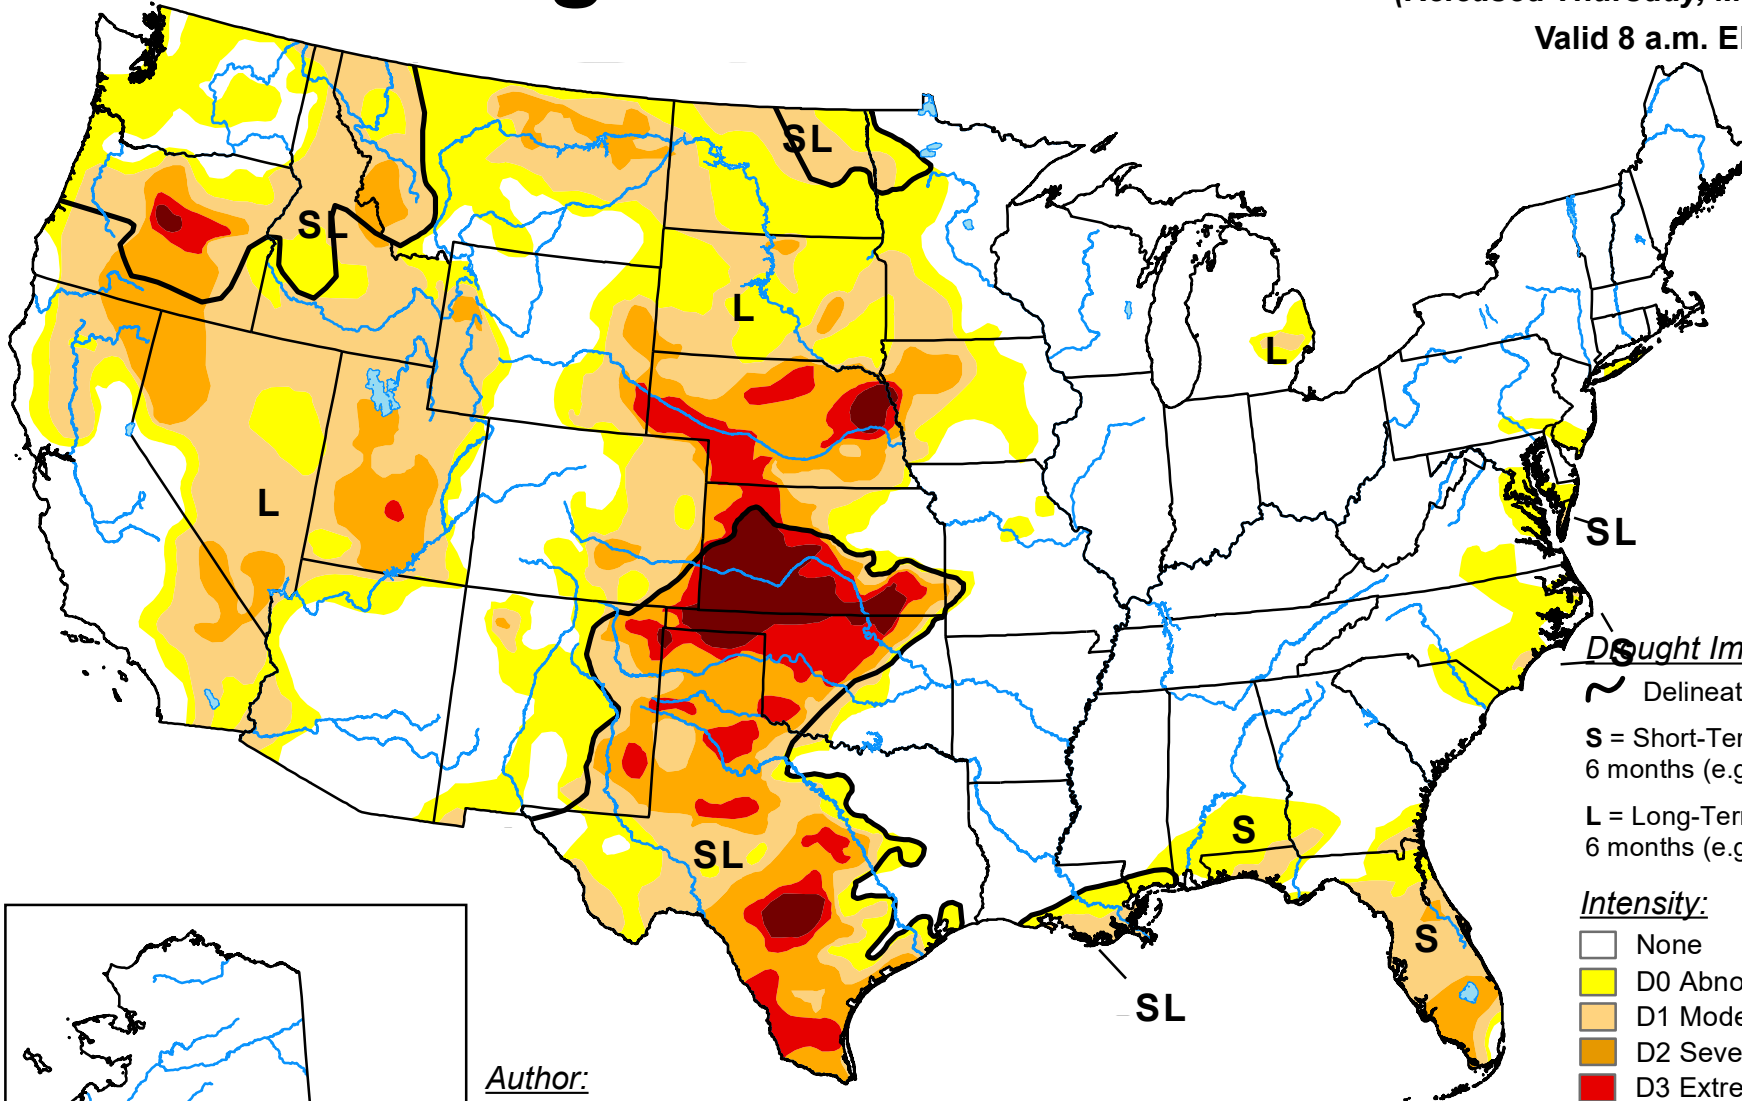 Valid 8 a.m. E
SL
SL
L
L
L
SL
L
S
Drought Im
Delineat
S = Short-Ter
6 months (e.g
L = Long-Term
6 months (e.g
S
SL
S
SL
Intensity:
None
D0 Abno
D1 Mode
D2 Seve
D3 Extre
Author: